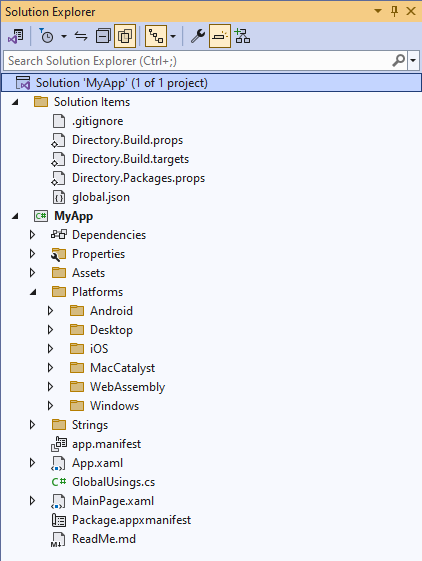 Solution Explorer
Search Solution Explorer (Ctrl+;)
Solution 'MyApp' (1 of 1 project)
Solution Items
.gitignore
Directory.Build.props
Directory.Build.targets
Directory.Packages.props
global.json
C# MyApp
Dependencies
Properties
Assets
Platforms
Android
Desktop
iOS
MacCatalyst
WebAssembly
Windows
Strings
app.manifest
App.xaml
C# GlobalUsings.cs
MainPage.xaml
Package.appxmanifest
M↓ ReadMe.md